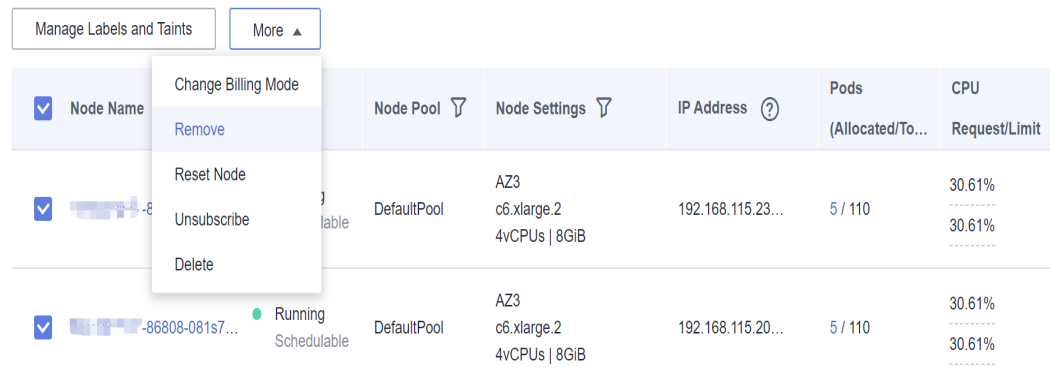 Manage Labels and Taints
More
Change Billing Mode
Remove
Reset Node
Unsubscribe
Delete
Node Name
Node Pool
Node Settings
IP Address
Pods
(Allocated/To...
CPU
Request/Limit
DefaultPool
AZ3
c6.xlarge.2
4vCPUs | 8GiB
192.168.115.23...
5 / 110
30.61%
30.61%
-86808-081s7...
Running
Schedulable
DefaultPool
AZ3
c6.xlarge.2
4vCPUs | 8GiB
192.168.115.20...
5 / 110
30.61%
30.61%